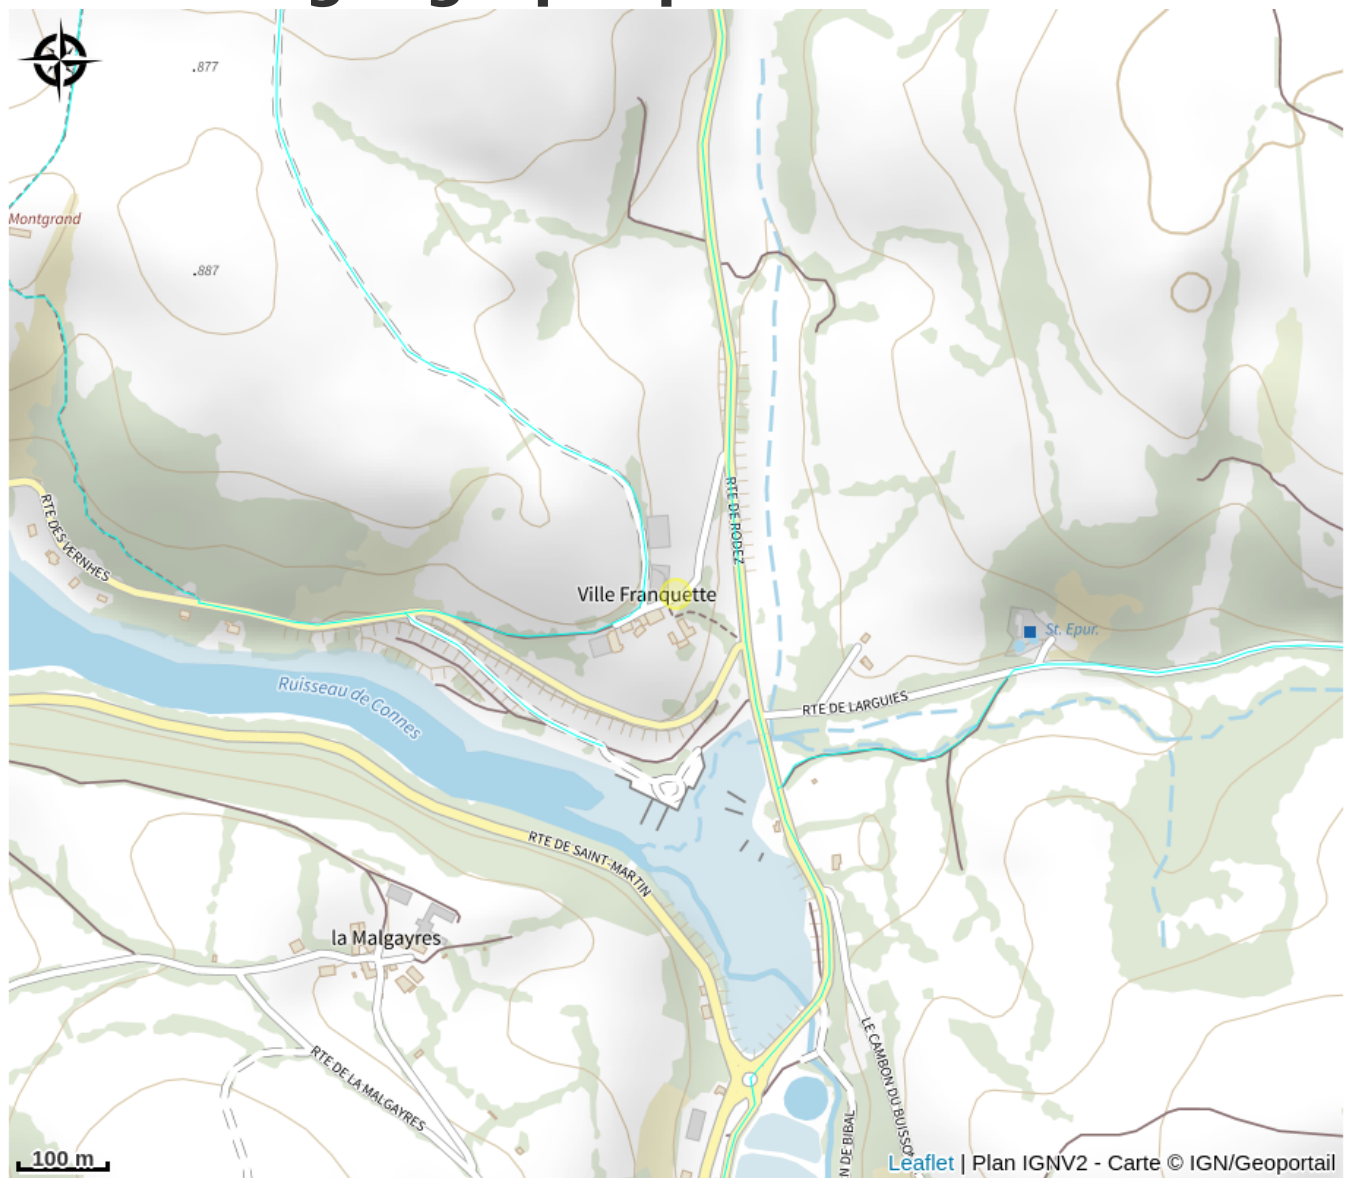 .877
Montgrand
.887
RTE DE RODEZ
RTE DES VERNHES
Ville Franquette
St. Epur.
Ruisseau de Connes
RTE DE LARGUIES
RTE DE SAINT-MARTIN
la Malgayres
LE CAMBON DU BUISSO
RTE DE LA MALGAYRES
N DE BIBAL
100 m
Leaflet | Plan IGNV2 - Carte © IGN/Geoportail